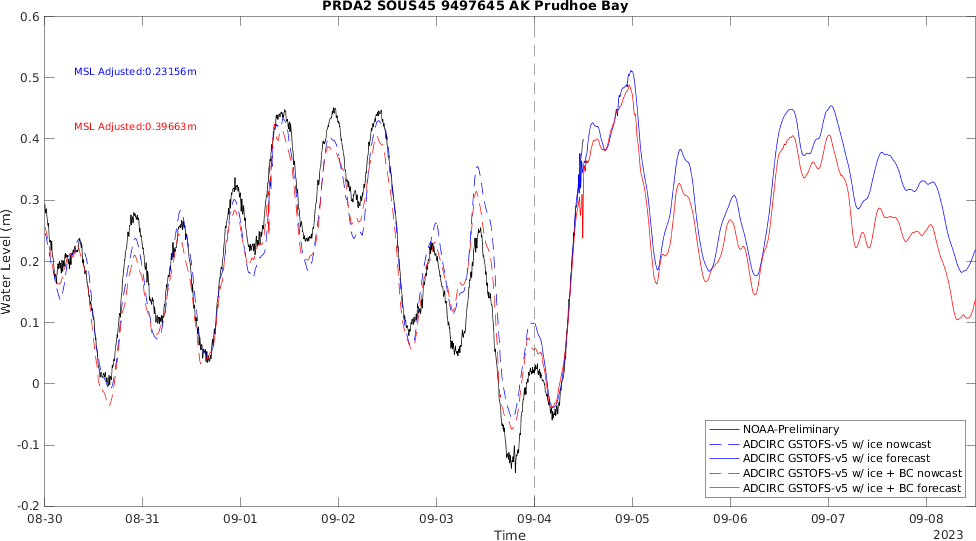 PRDA2 SOUS45 9497645 AK Prudhoe Bay
0.6
0.5
0.4
0.3
0.2
0.1
0
-0.1
-0.2
Water Level (m)
MSL Adjusted:0.23156m
MSL Adjusted:0.39663m
NOAA-Preliminary
ADCIRC GSTOFS-v5 w/ ice nowcast
ADCIRC GSTOFS-v5 w/ ice forecast
ADCIRC GSTOFS-v5 w/ice + BC nowcast
ADCIRC GSTOFS-v5 w/ice + BC forecast
08-30 08-31 09-01 09-02 09-03 09-04 09-05 09-06 09-07 09-08
Time
2023